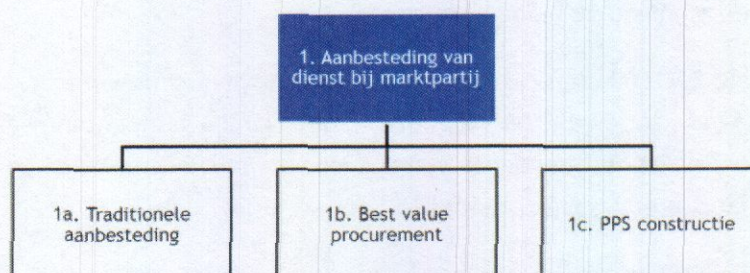 1. Aanbesteding van
dienst bij marktpartij
1a. Traditionele
aanbesteding
1b. Best value
procurement
1c. PPS constructie